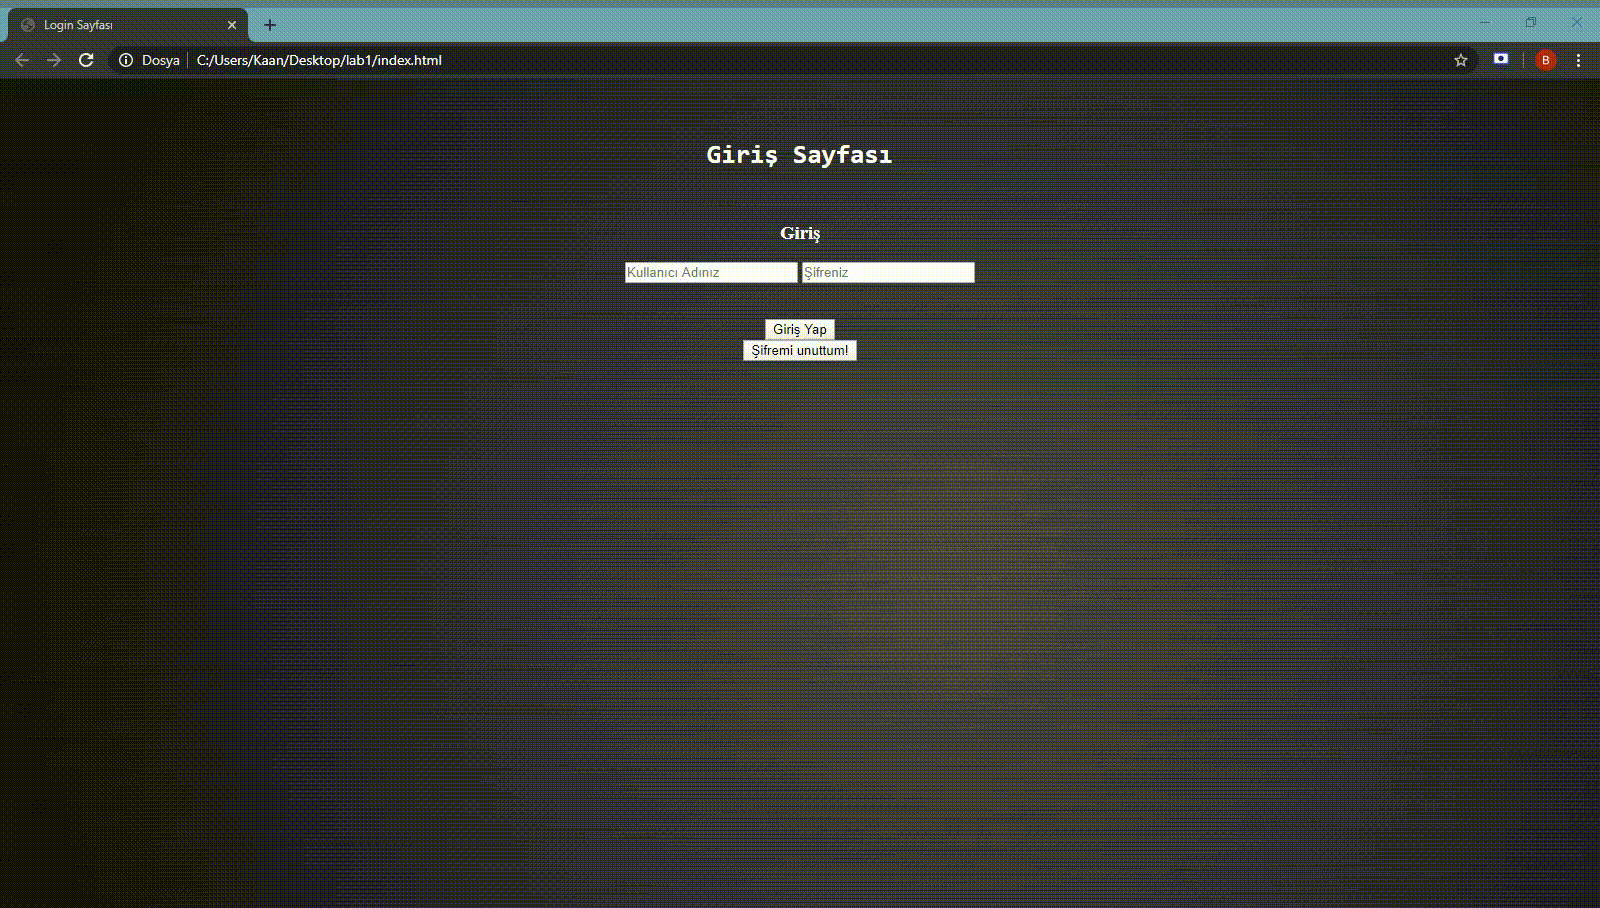 Login Sayfası
Dosya C:/Users/Kaan/Desktop/lab1/index.html
B
Giriş Sayfası
Giriş
Kullanıcı Adınız Şifreniz
Giriş Yap
Şifremi unuttum!